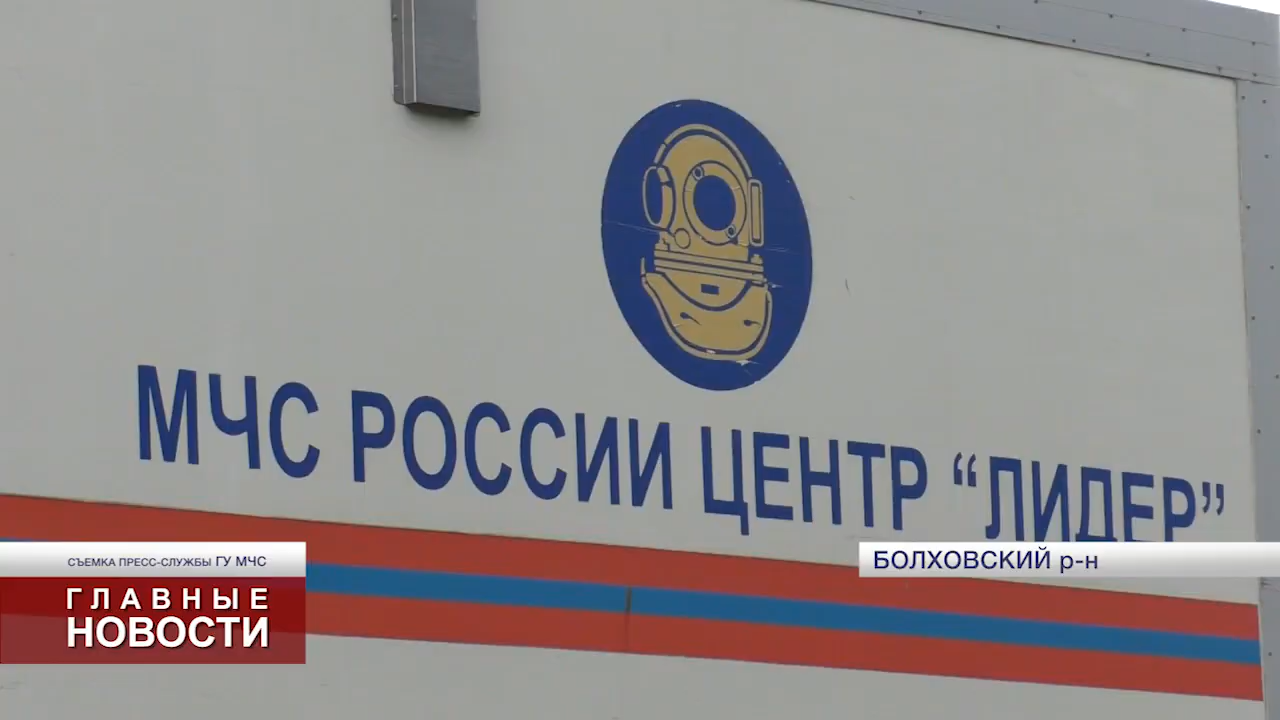 МЧС РОССИИ ЦЕНТР “ЛИДЕР”
СЪЕМКА ПРЕСС-СЛУЖБЫ ГУ МЧС
БОЛХОВСКИЙ р-н
ГЛАВНЫЕ
НОВОСТИ